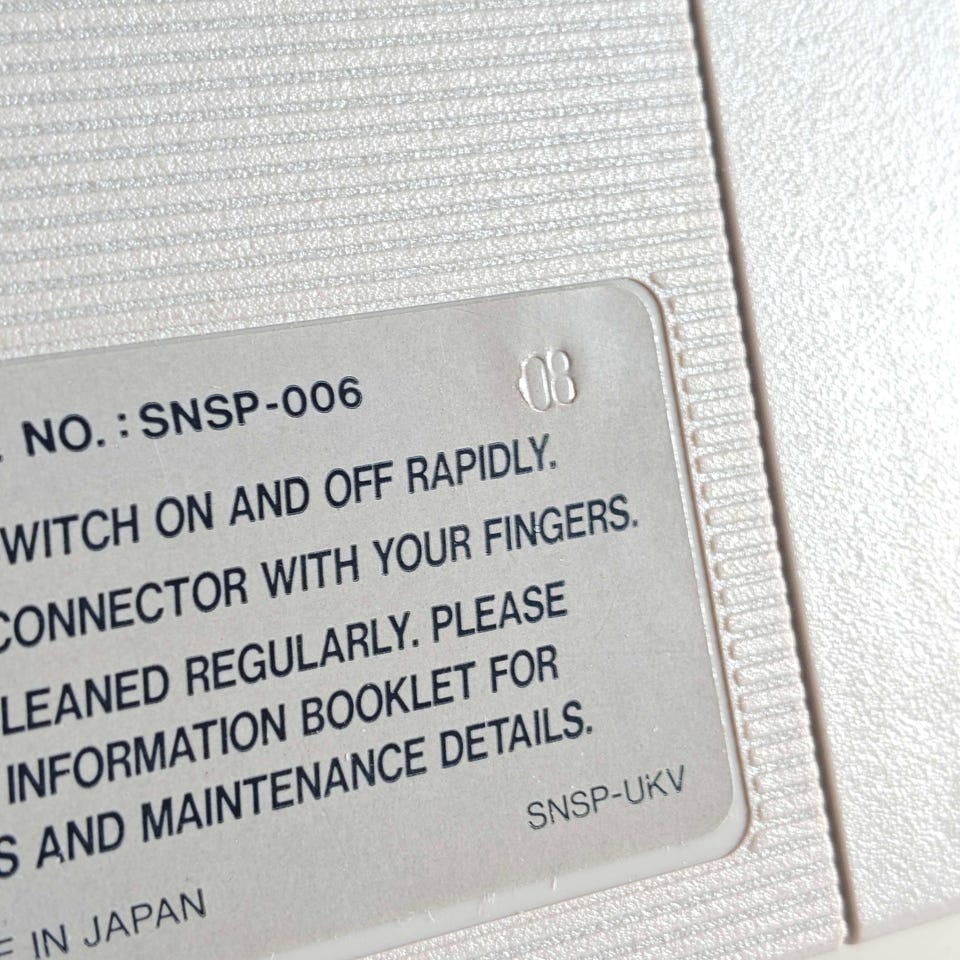 . NO. : SNSP-006
08
WITCH ON AND OFF RAPIDLY.
CONNECTOR WITH YOUR FINGERS.
LEANED REGULARLY. PLEASE
INFORMATION BOOKLET FOR
S AND MAINTENANCE DETAILS.
SNSP-UKV
E IN JAPAN